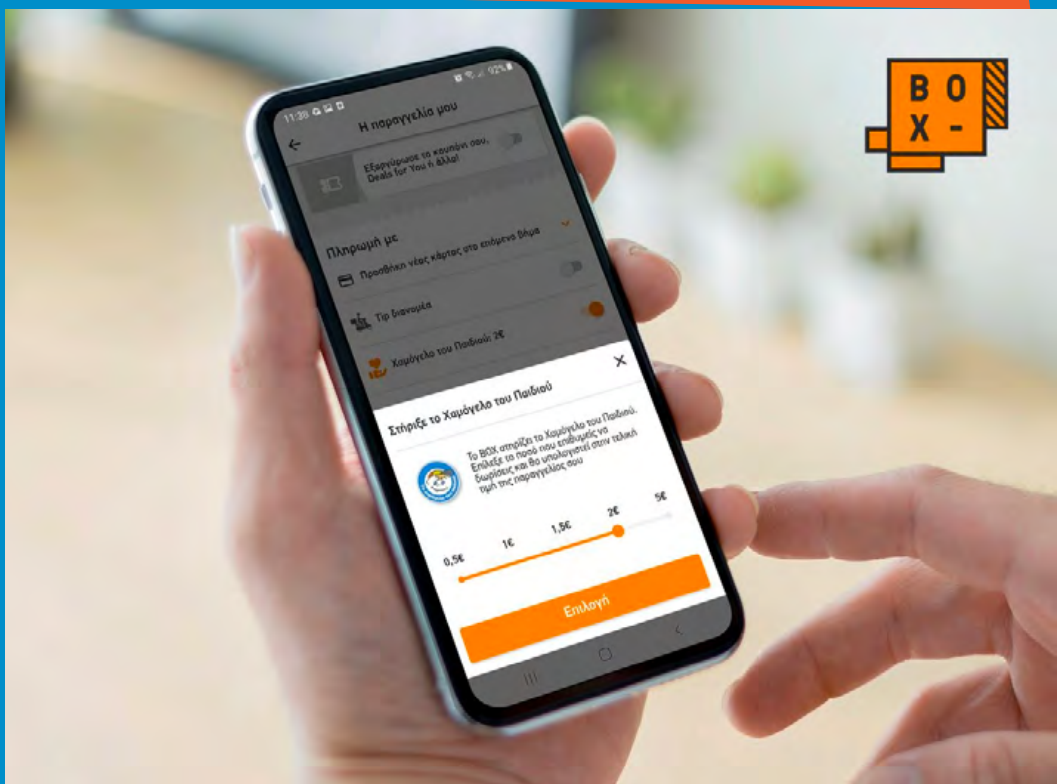 B O
X -
11:38
92%
Η παραγγελία μου
Εξαργύρωσε το κουπόνι σου,
Deals for You ή άλλο!
Πληρωμή με
Προσθήκη νέας κάρτας στο επόμενο βήμα
Tip διανομέα
Χαμόγελο του Παιδιού: 2€
Στήριξε το Χαμόγελο του Παιδιού
Το BOX στηρίζει το Χαμόγελο του Παιδιού.
Επίλεξε το ποσό που επιθυμείς να
δωρίσεις και θα υπολογιστεί στην τελική
τιμή της παραγγελίας σου
0,5€ 1€ 1,5€ 2€ 5€
Επιλογή